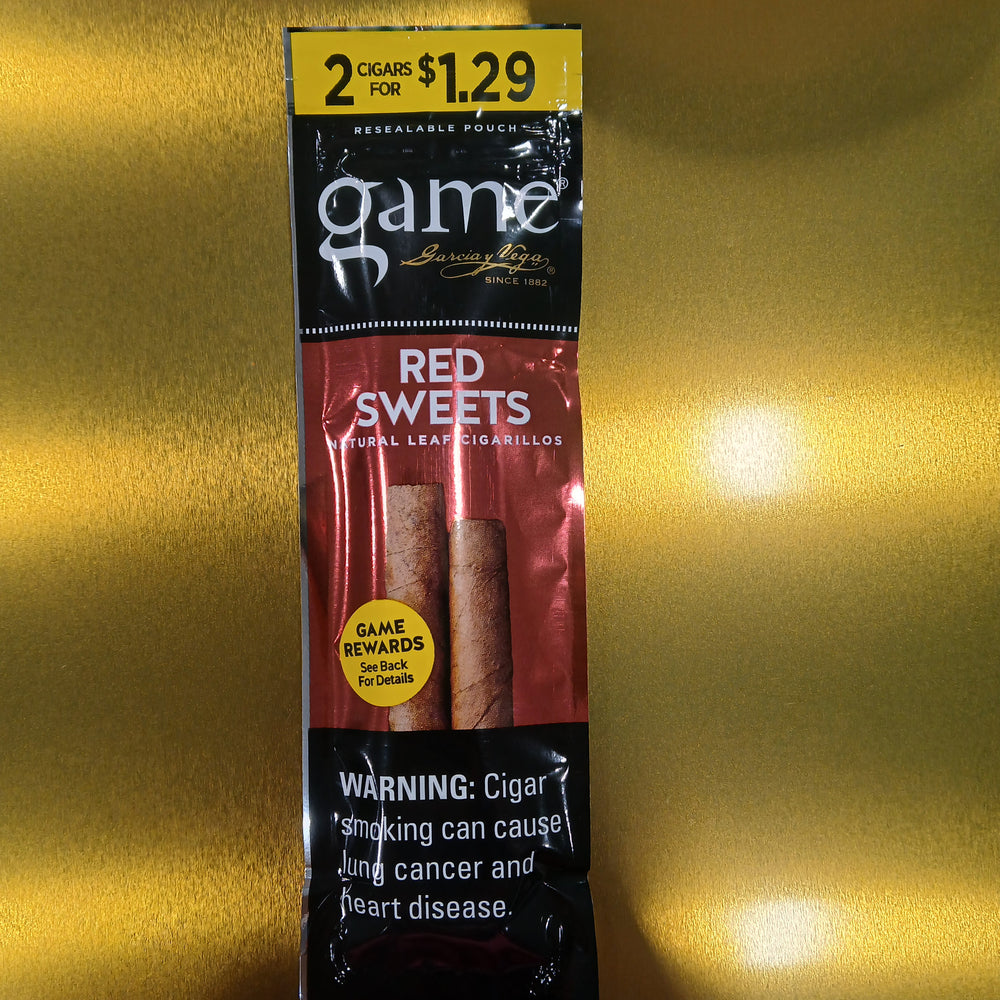 2 CIGARS FOR $1.29
RESEALABLE POUCH
game®
Garcia y Vega®
SINCE 1882
RED
SWEETS
NATURAL LEAF CIGARILLOS
GAME
REWARDS
See Back
For Details
WARNING: Cigar
smoking can cause
lung cancer and
heart disease.